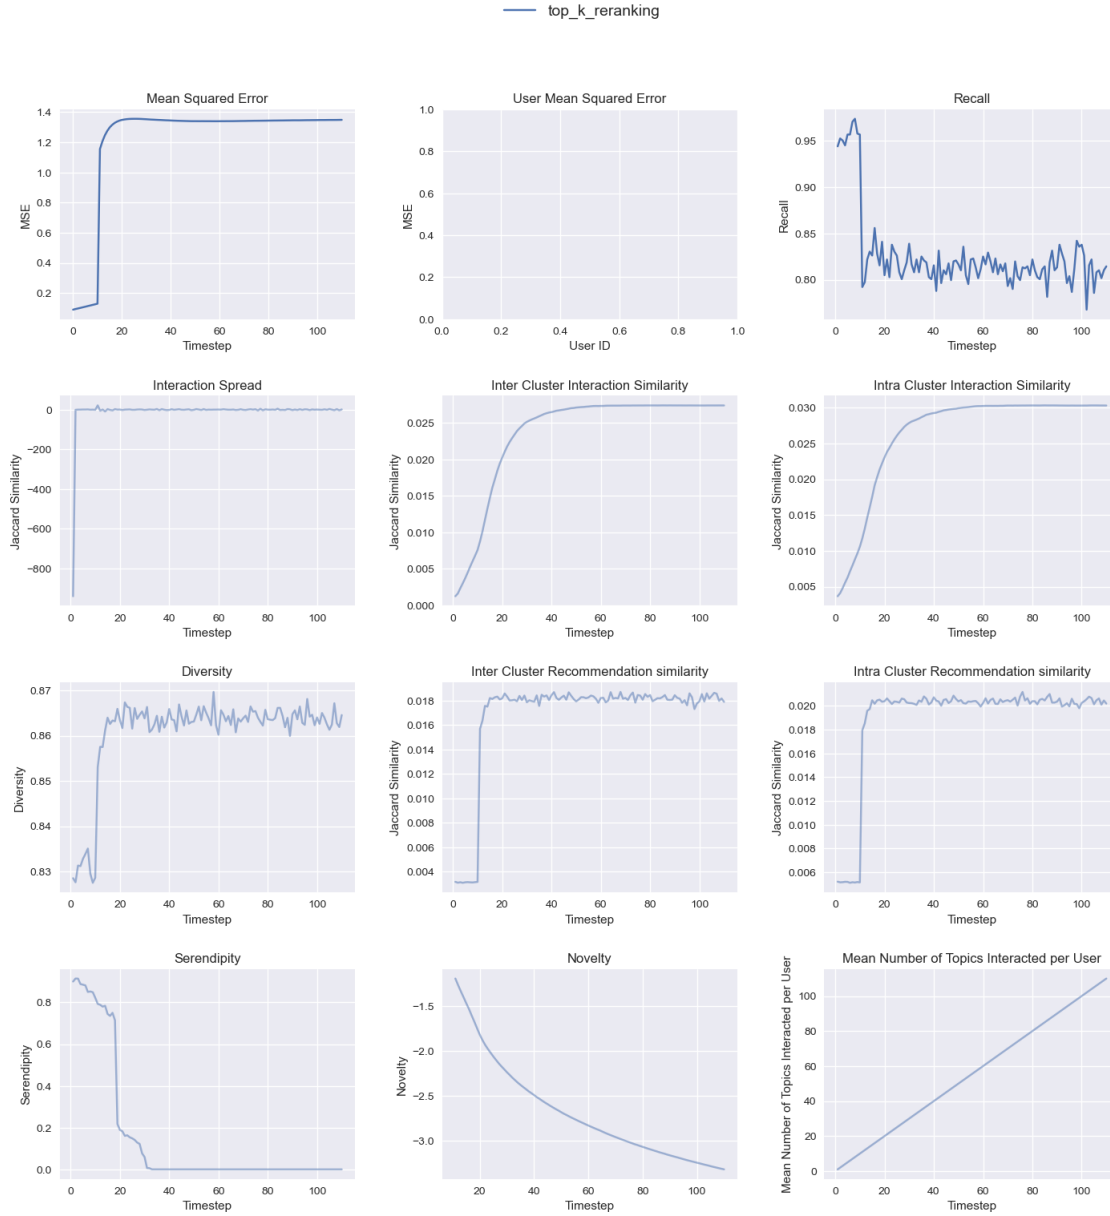 top_k_reranking
Mean Squared Error
MSE
1.4
1.2
1.0
0.8
0.6
0.4
0.2
0 20 40 60 80 100
Timestep
User Mean Squared Error
MSE
1.0
0.8
0.6
0.4
0.2
0.0
0.0 0.2 0.4 0.6 0.8 1.0
User ID
Recall
Recall
0.95
0.90
0.85
0.80
0 20 40 60 80 100
Timestep
Interaction Spread
Jaccard Similarity
0
−200
−400
−600
−800
0 20 40 60 80 100
Timestep
Inter Cluster Interaction Similarity
Jaccard Similarity
0.025
0.020
0.015
0.010
0.005
0.000
0 20 40 60 80 100
Timestep
Intra Cluster Interaction Similarity
Jaccard Similarity
0.030
0.025
0.020
0.015
0.010
0.005
0 20 40 60 80 100
Timestep
Diversity
Diversity
0.87
0.86
0.85
0.84
0.83
0 20 40 60 80 100
Timestep
Inter Cluster Recommendation similarity
Jaccard Similarity
0.018
0.016
0.014
0.012
0.010
0.008
0.006
0.004
0 20 40 60 80 100
Timestep
Intra Cluster Recommendation similarity
Jaccard Similarity
0.020
0.018
0.016
0.014
0.012
0.010
0.008
0.006
0 20 40 60 80 100
Timestep
Serendipity
Serendipity
0.8
0.6
0.4
0.2
0.0
0 20 40 60 80 100
Timestep
Novelty
Novelty
−1.5
−2.0
−2.5
−3.0
20 40 60 80 100
Timestep
Mean Number of Topics Interacted per User
Mean Number of Topics Interacted per User
100
80
60
40
20
0
0 20 40 60 80 100
Timestep